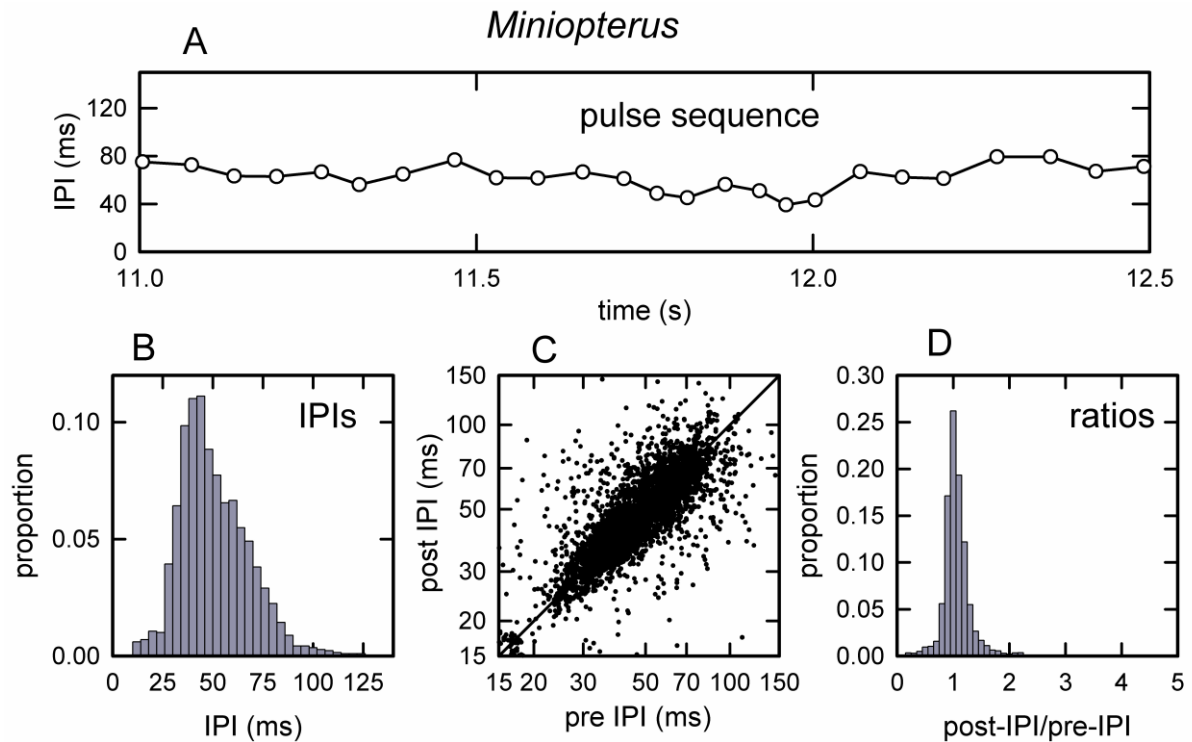 Miniopterus
A
pulse sequence
IPI (ms)
120
80
40
0
11.0 11.5 12.0 12.5
time (s)
B
IPIs
proportion
0.10
0.05
0.00
0 25 50 75 100 125
IPI (ms)
C
post IPI (ms)
150
100
70
50
30
20
15
15 20 30 50 70 100 150
pre IPI (ms)
D
ratios
proportion
0.30
0.25
0.20
0.15
0.10
0.05
0.00
0 1 2 3 4 5
post-IPI/pre-IPI